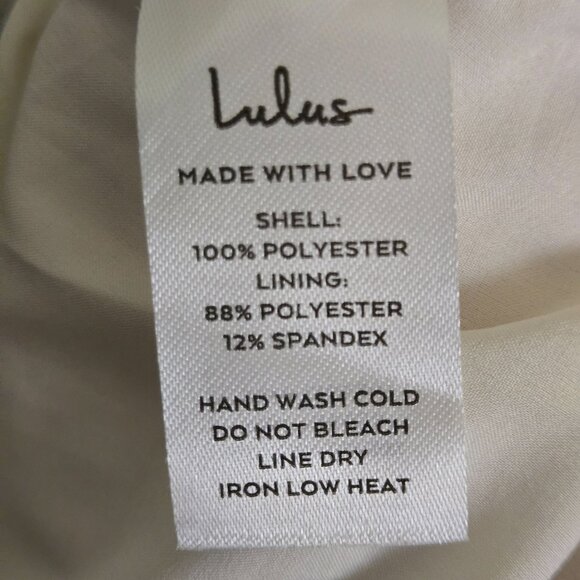 Lulus
MADE WITH LOVE
SHELL:
100% POLYESTER
LINING:
88% POLYESTER
12% SPANDEX
HAND WASH COLD
DO NOT BLEACH
LINE DRY
IRON LOW HEAT